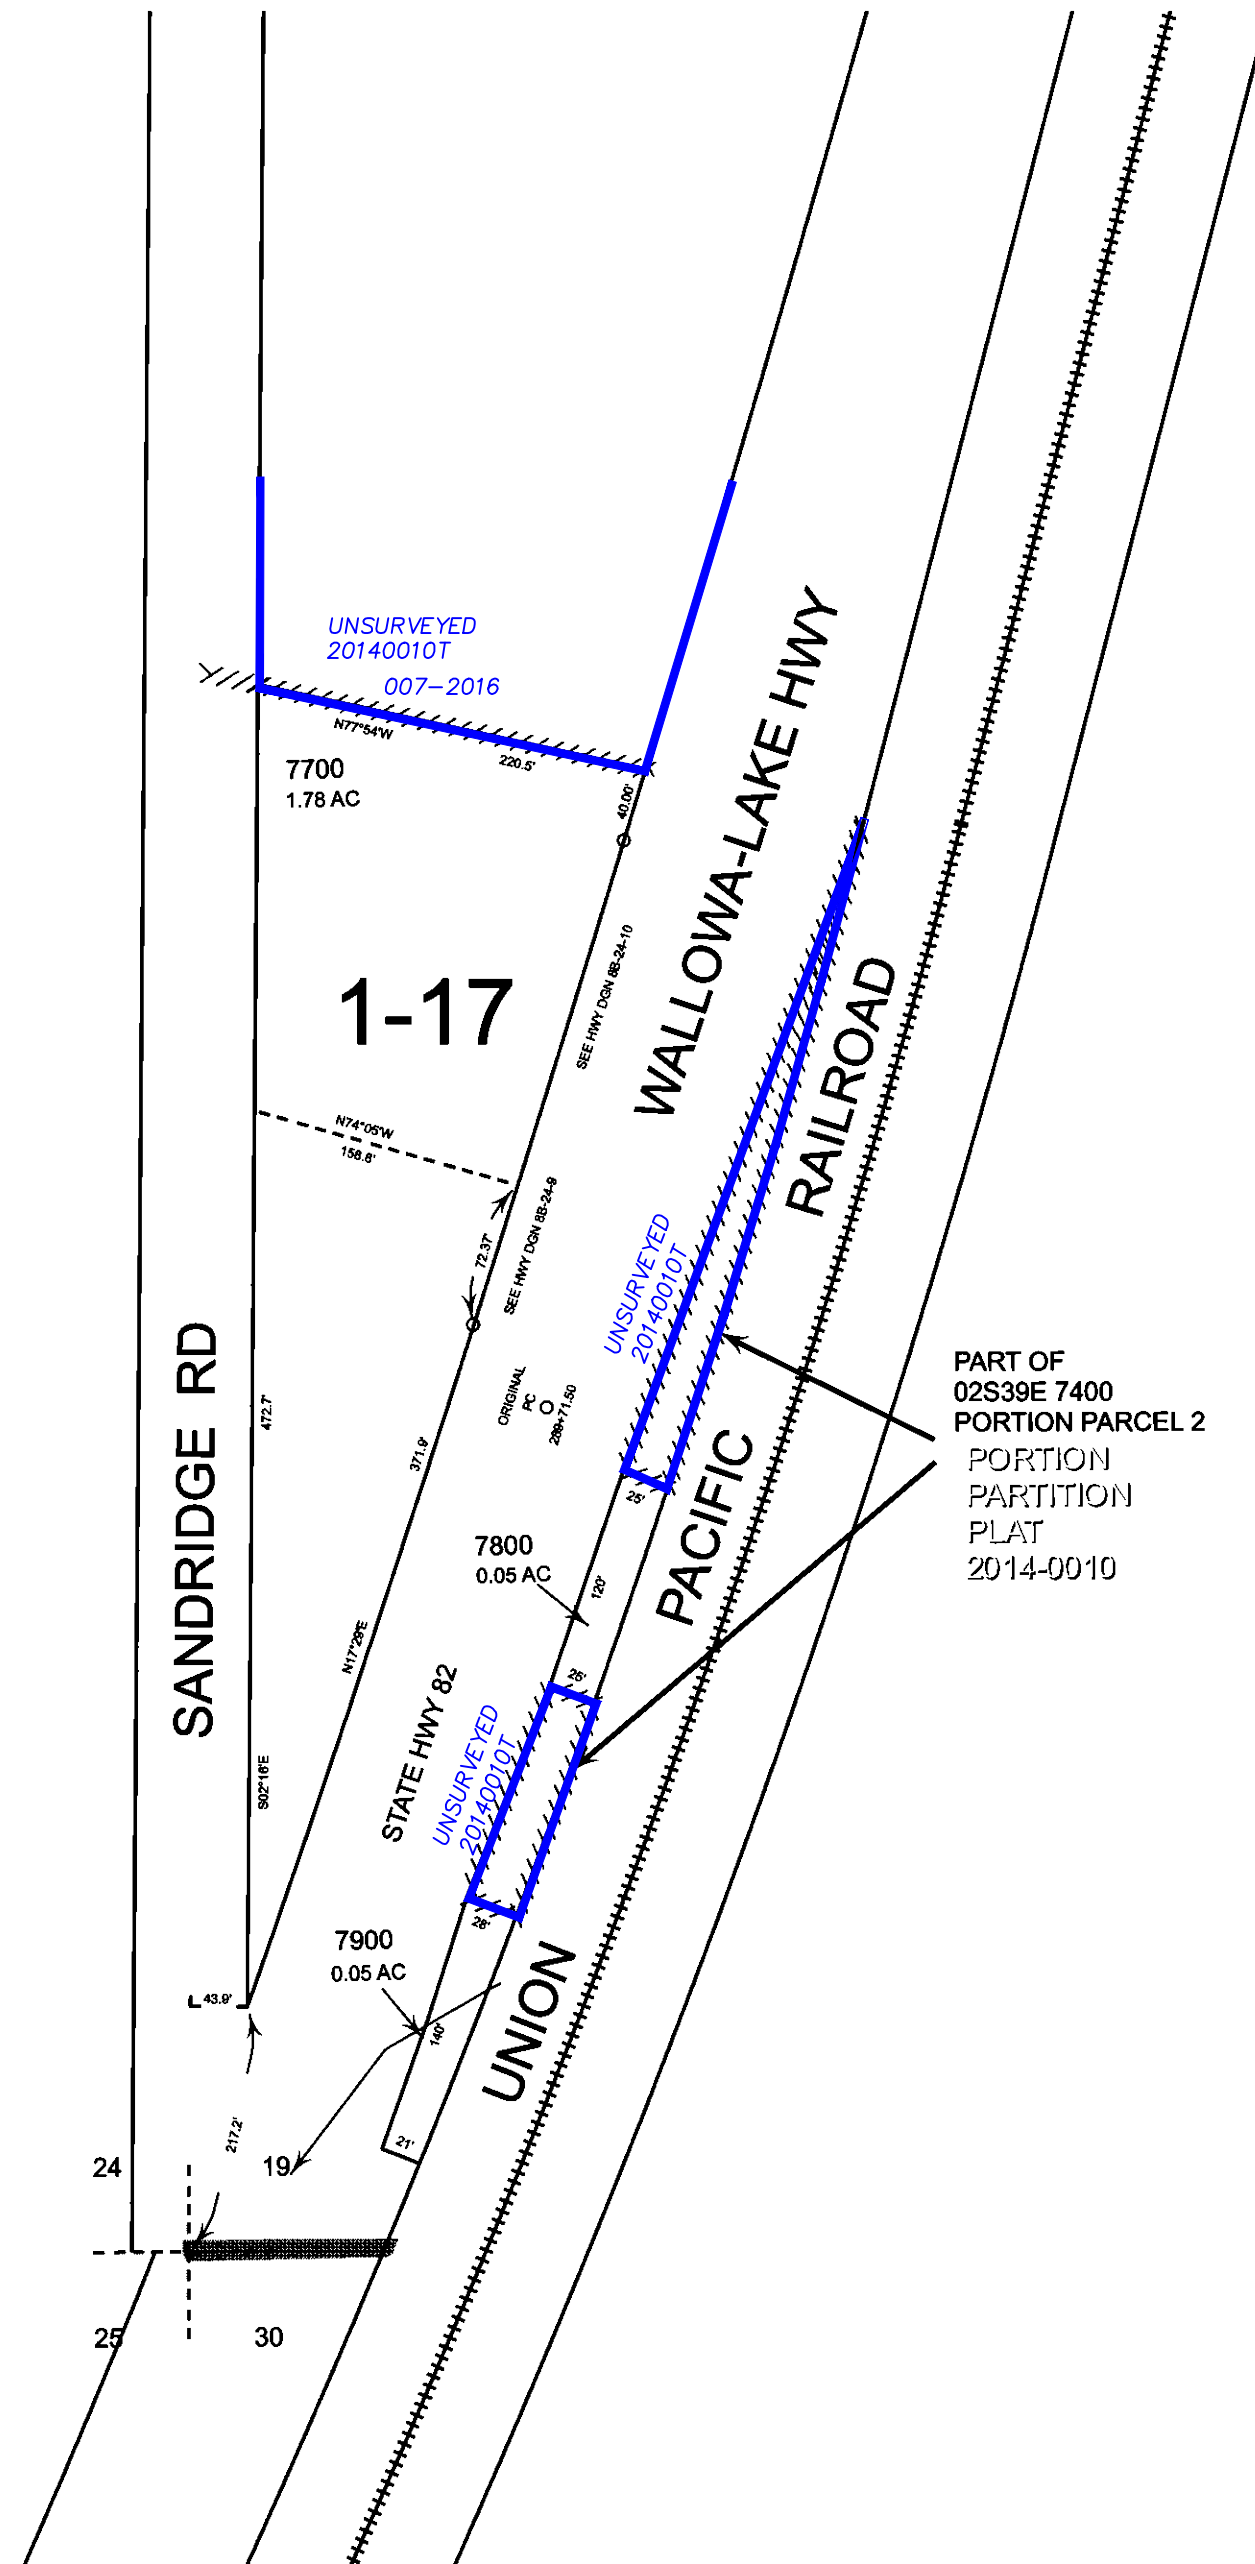 UNSURVEYED
20140010T
007-2016
N77°54'W
220.5'
7700
1.78 AC
40.00'
WALLOWA-LAKE HWY
SEE HWY DGN 8B-24-10
1-17
RAILROAD
N74°05'W
158.8'
72.37'
SEE HWY DGN 8B-24-9
UNSURVEYED
20140010T
SANDRIDGE RD
472.7'
371.9'
ORIGINAL
PC
289+71.50
PART OF
02S39E 7400
PORTION PARCEL 2
PORTION
PARTITION
PLAT
2014-0010
25'
PACIFIC
7800
0.05 AC
120'
N17°29'E
25'
STATE HWY 82
UNSURVEYED
20140010T
S02°16'E
28'
7900
0.05 AC
UNION
43.9'
140'
217.2'
21'
24
19
25
30